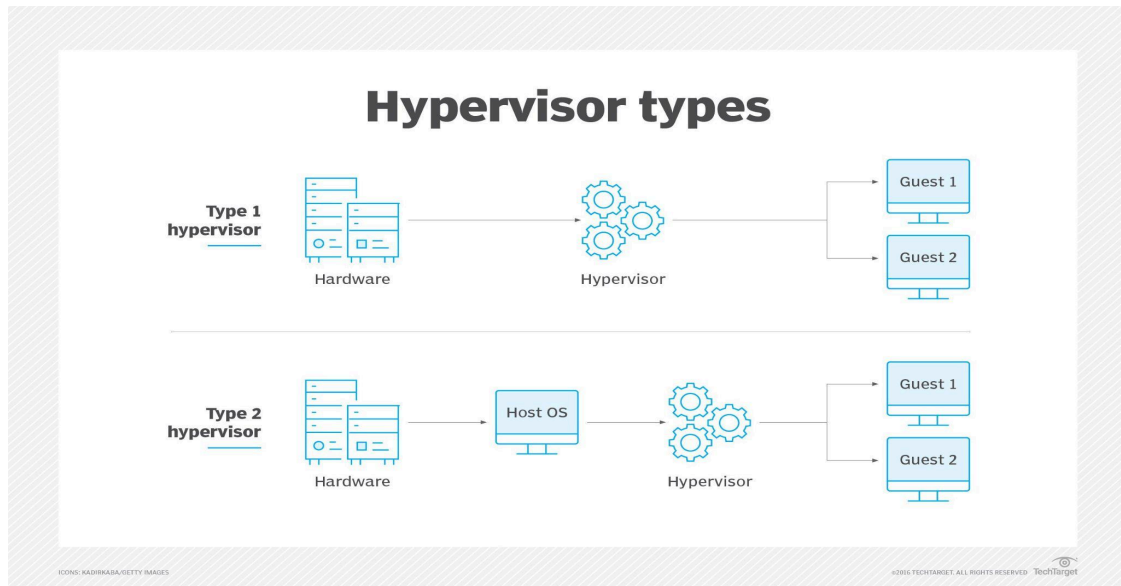 Hypervisor types
Type 1
hypervisor
Hardware
Hypervisor
Guest 1
Guest 2
Type 2
hypervisor
Hardware
Host OS
Hypervisor
Guest 1
Guest 2
ICONS: KADIRKABA/GETTY IMAGES
©2016 TECHTARGET. ALL RIGHTS RESERVED TechTarget